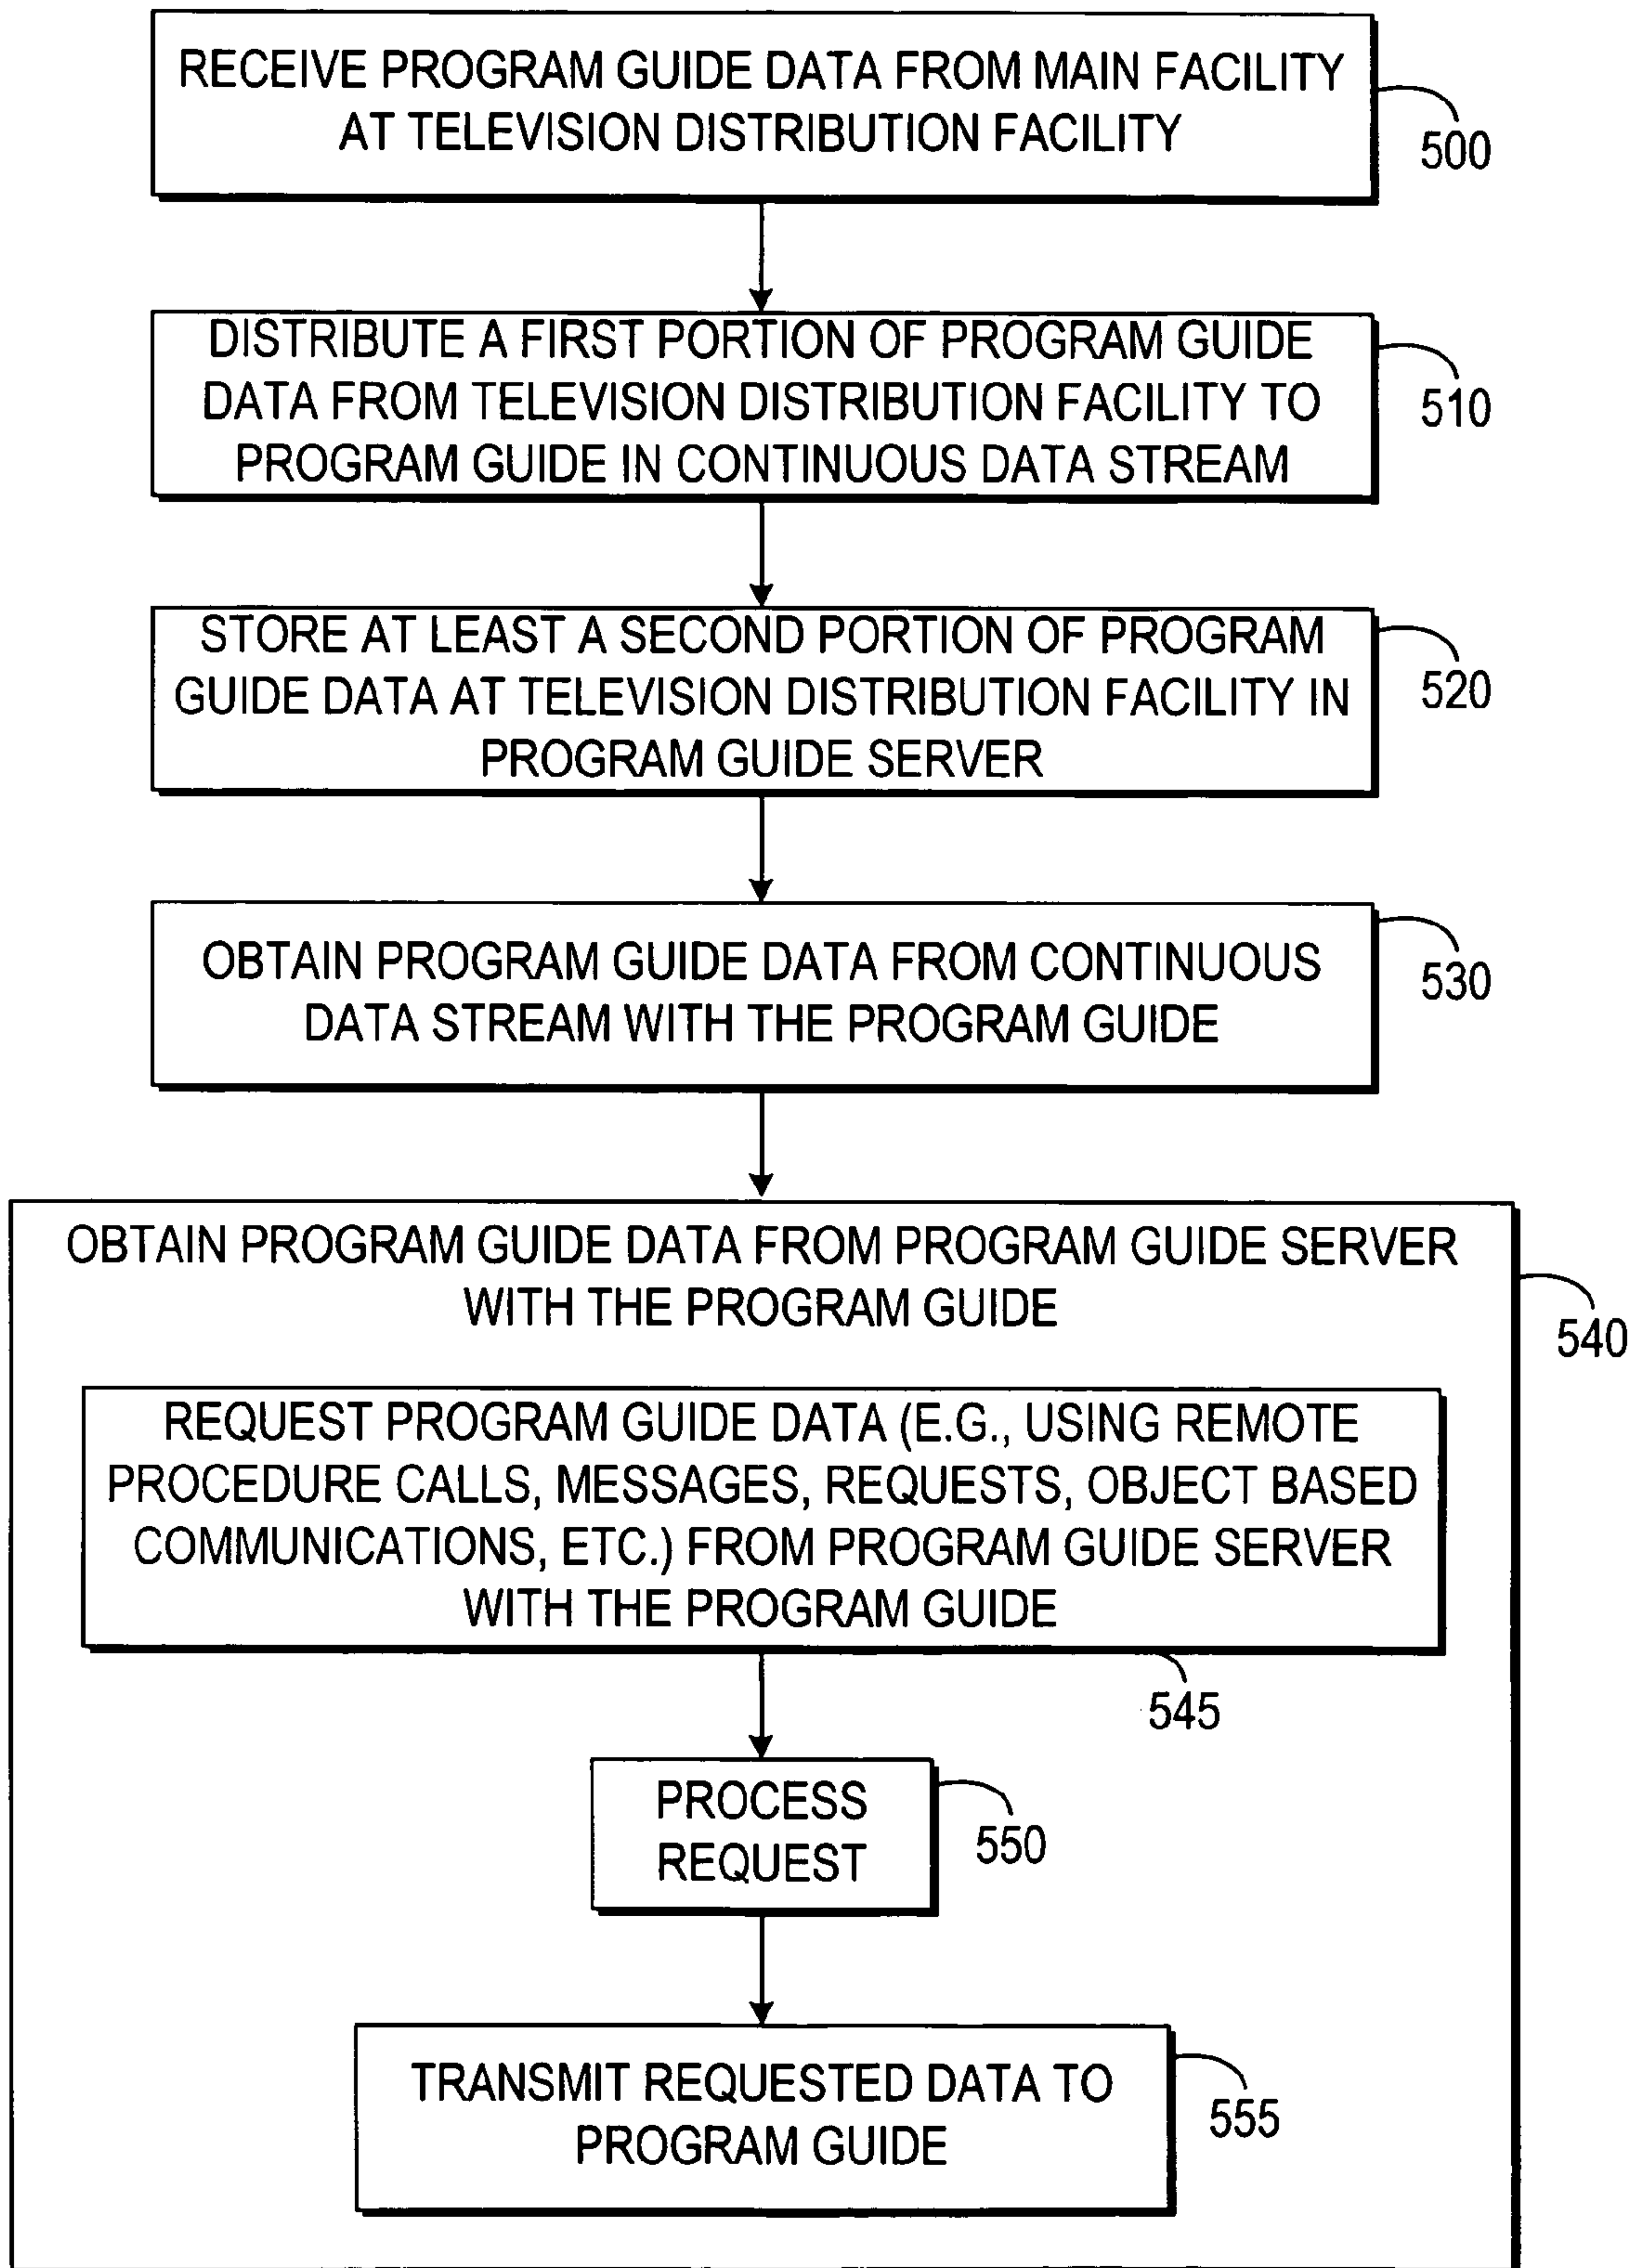 RECEIVE PROGRAM GUIDE DATA FROM MAIN FACILITY
AT TELEVISION DISTRIBUTION FACILITY
500
DISTRIBUTE A FIRST PORTION OF PROGRAM GUIDE
DATA FROM TELEVISION DISTRIBUTION FACILITY TO
PROGRAM GUIDE IN CONTINUOUS DATA STREAM
510
STORE AT LEAST A SECOND PORTION OF PROGRAM
GUIDE DATA AT TELEVISION DISTRIBUTION FACILITY IN
PROGRAM GUIDE SERVER
520
OBTAIN PROGRAM GUIDE DATA FROM CONTINUOUS
DATA STREAM WITH THE PROGRAM GUIDE
530
OBTAIN PROGRAM GUIDE DATA FROM PROGRAM GUIDE SERVER
WITH THE PROGRAM GUIDE
540
REQUEST PROGRAM GUIDE DATA (E.G., USING REMOTE
PROCEDURE CALLS, MESSAGES, REQUESTS, OBJECT BASED
COMMUNICATIONS, ETC.) FROM PROGRAM GUIDE SERVER
WITH THE PROGRAM GUIDE
545
PROCESS
REQUEST
550
TRANSMIT REQUESTED DATA TO
PROGRAM GUIDE
555